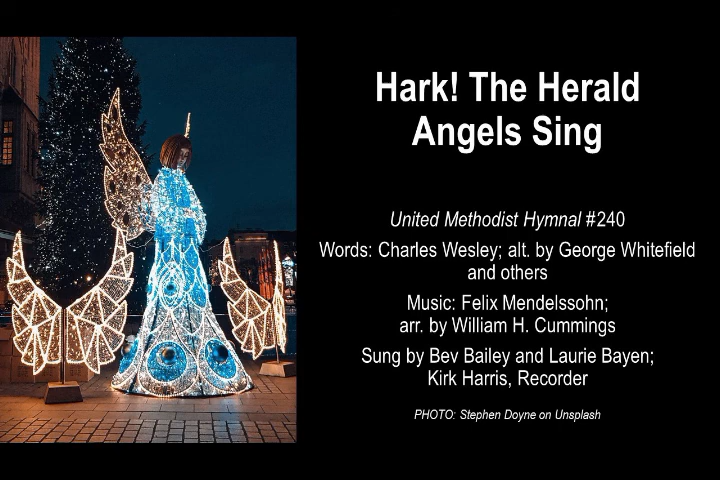 Hark! The Herald
Angels Sing
United Methodist Hymnal #240
Words: Charles Wesley; alt. by George Whitefield
and others
Music: Felix Mendelssohn;
arr. by William H. Cummings
Sung by Bev Bailey and Laurie Bayen;
Kirk Harris, Recorder
PHOTO: Stephen Doyne on Unsplash